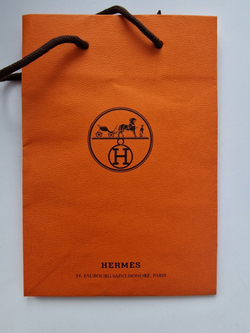 H
HERMÈS
24, FAUBOURG SAINT-HONORÉ, PARIS